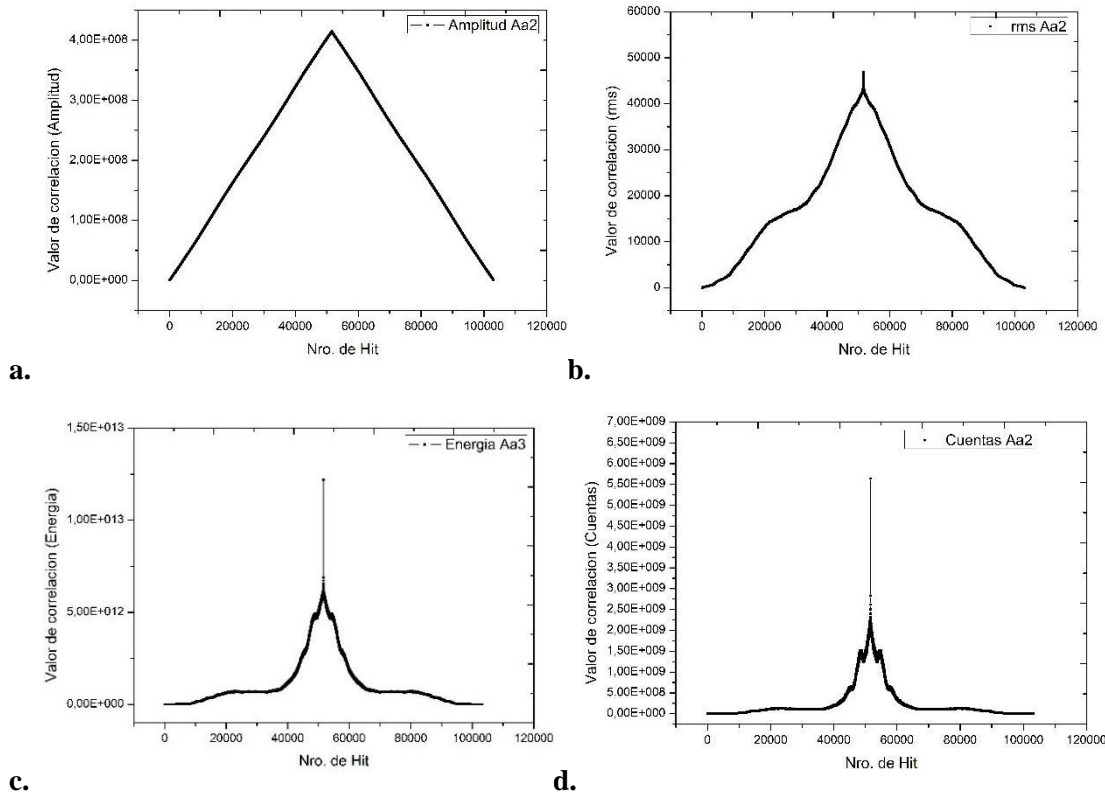 Amplitud Aa2
4,00E+008
3,00E+008
2,00E+008
1,00E+008
0,00E+000
Valor de correlacion (Amplitud)
0 20000 40000 60000 80000 100000 120000
Nro. de Hit
a.
rms Aa2
60000
50000
40000
30000
20000
10000
0
Valor de correlacion (rms)
0 20000 40000 60000 80000 100000 120000
Nro. de Hit
b.
Energia Aa3
1,50E+013
1,00E+013
5,00E+012
0,00E+000
Valor de correlacion (Energia)
0 20000 40000 60000 80000 100000 120000
Nro. de Hit
c.
Cuentas Aa2
7,00E+009
6,50E+009
6,00E+009
5,50E+009
5,00E+009
4,50E+009
4,00E+009
3,50E+009
3,00E+009
2,50E+009
2,00E+009
1,50E+009
1,00E+009
5,00E+008
0,00E+000
Valor de correlacion (Cuentas)
0 20000 40000 60000 80000 100000 120000
Nro. de Hit
d.